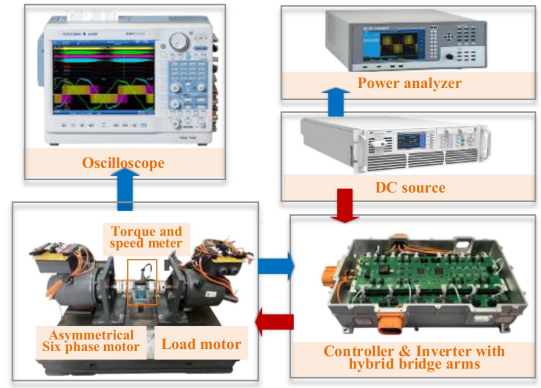 Oscilloscope
Power analyzer
DC source
Torque and
speed meter
Asymmetrical
Six phase motor
Load motor
Controller & Inverter with
hybrid bridge arms